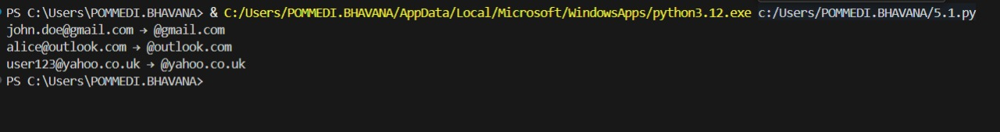 PS C:\Users\POMMEDI.BHAVANA> & C:/Users/POMMEDI.BHAVANA/AppData/Local/Microsoft/WindowsApps/python3.12.exe c:/Users/POMMEDI.BHAVANA/5.1.py
john.doe@gmail.com → @gmail.com
alice@outlook.com → @outlook.com
user123@yahoo.co.uk → @yahoo.co.uk
PS C:\Users\POMMEDI.BHAVANA>